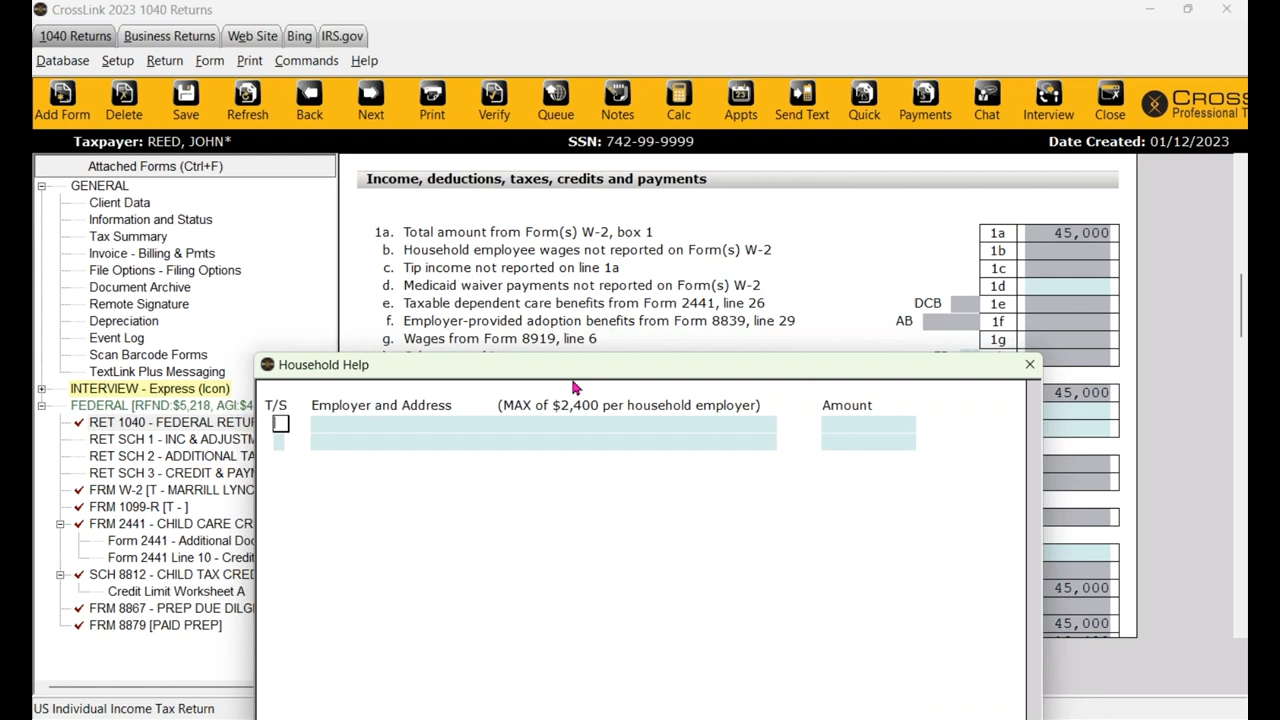 CrossLink 2023 1040 Returns
1040 Returns Business Returns Web Site Bing IRS.gov
Database Setup Return Form Print Commands Help
Add Form Delete Save Refresh Back Next Print Verify Queue Notes Calc Appts Send Text Quick Payments Chat Interview Close
CROSS
Professional T
Taxpayer: REED, JOHN* SSN: 742-99-9999 Date Created: 01/12/2023
Attached Forms (Ctrl+F)
GENERAL
Client Data
Information and Status
Tax Summary
Invoice - Billing & Pmts
File Options - Filing Options
Document Archive
Remote Signature
Depreciation
Event Log
Scan Barcode Forms
TextLink Plus Messaging
INTERVIEW - Express (Icon)
FEDERAL [RFND:$5,218, AGI:$4
RET 1040 - FEDERAL RETU
RET SCH 1 - INC & ADJUSTM
RET SCH 2 - ADDITIONAL TA
RET SCH 3 - CREDIT & PAY
FRM W-2 [T - MARRILL LYNC
FRM 1099-R [T - ]
FRM 2441 - CHILD CARE CR
Form 2441 - Additional Doc
Form 2441 Line 10 - Credit
SCH 8812 - CHILD TAX CRED
Credit Limit Worksheet A
FRM 8867 - PREP DUE DILG
FRM 8879 [PAID PREP]
Income, deductions, taxes, credits and payments
1a. Total amount from Form(s) W-2, box 1 1a 45,000
b. Household employee wages not reported on Form(s) W-2 1b
c. Tip income not reported on line 1a 1c
d. Medicaid waiver payments not reported on Form(s) W-2 1d
e. Taxable dependent care benefits from Form 2441, line 26 DCB 1e
f. Employer-provided adoption benefits from Form 8839, line 29 AB 1f
g. Wages from Form 8919, line 6 1g
Household Help
T/S Employer and Address (MAX of $2,400 per household employer) Amount
45,000
45,000
45,000
US Individual Income Tax Return